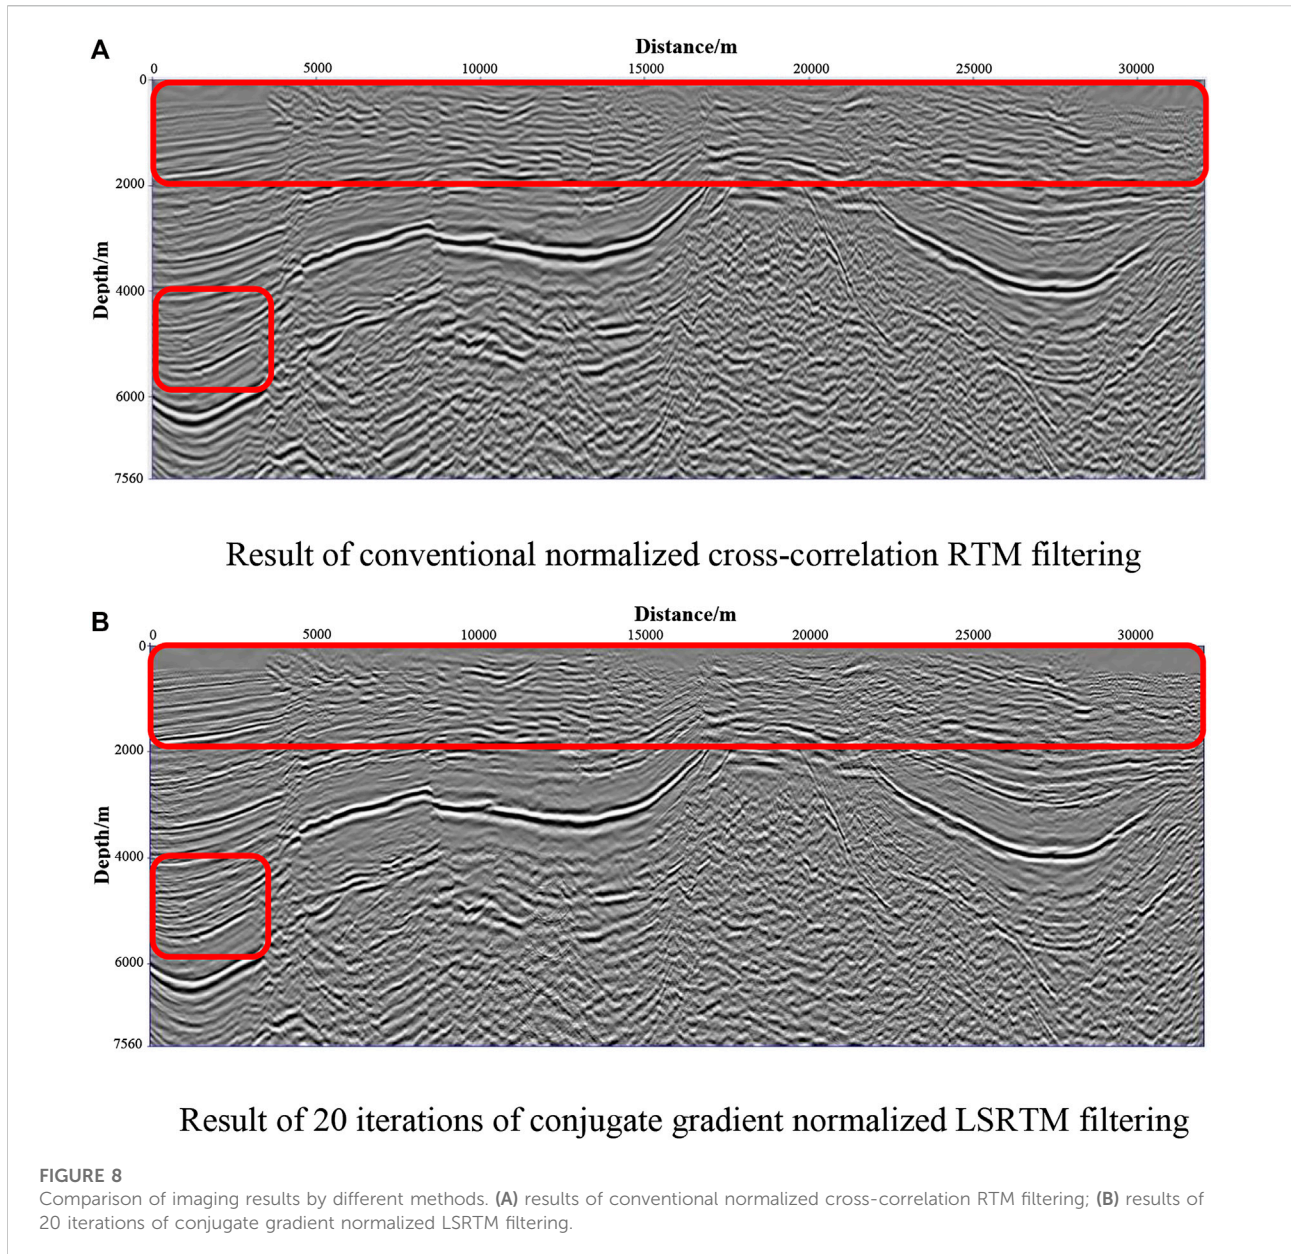 A
Distance/m
0 5000 10000 15000 20000 25000 30000
0
2000
4000
6000
7560
Depth/m
Result of conventional normalized cross-correlation RTM filtering
B
Distance/m
0 5000 10000 15000 20000 25000 30000
0
2000
4000
6000
7560
Depth/m
Result of 20 iterations of conjugate gradient normalized LSRTM filtering
FIGURE 8
Comparison of imaging results by different methods. (A) results of conventional normalized cross-correlation RTM filtering; (B) results of
20 iterations of conjugate gradient normalized LSRTM filtering.